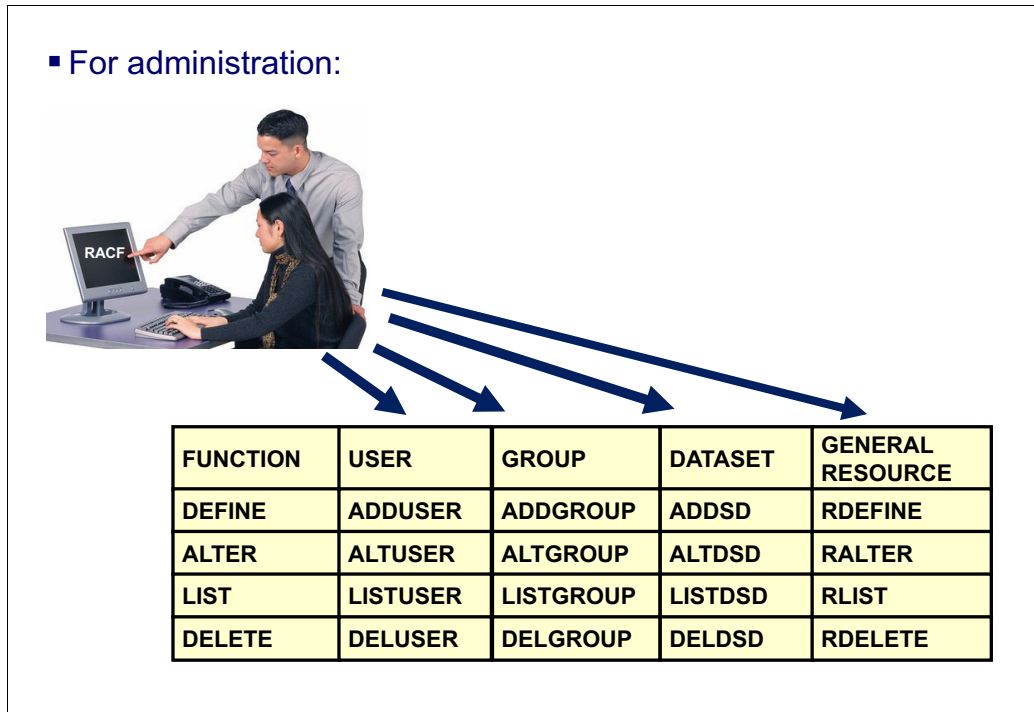 For administration:
RACF
FUNCTION USER GROUP DATASET GENERAL RESOURCE
DEFINE ADDUSER ADDGROUP ADDSD RDEFINE
ALTER ALTUSER ALTGROUP ALTDSD RALTER
LIST LISTUSER LISTGROUP LISTDSD RLIST
DELETE DELUSER DELGROUP DELDSD RDELETE